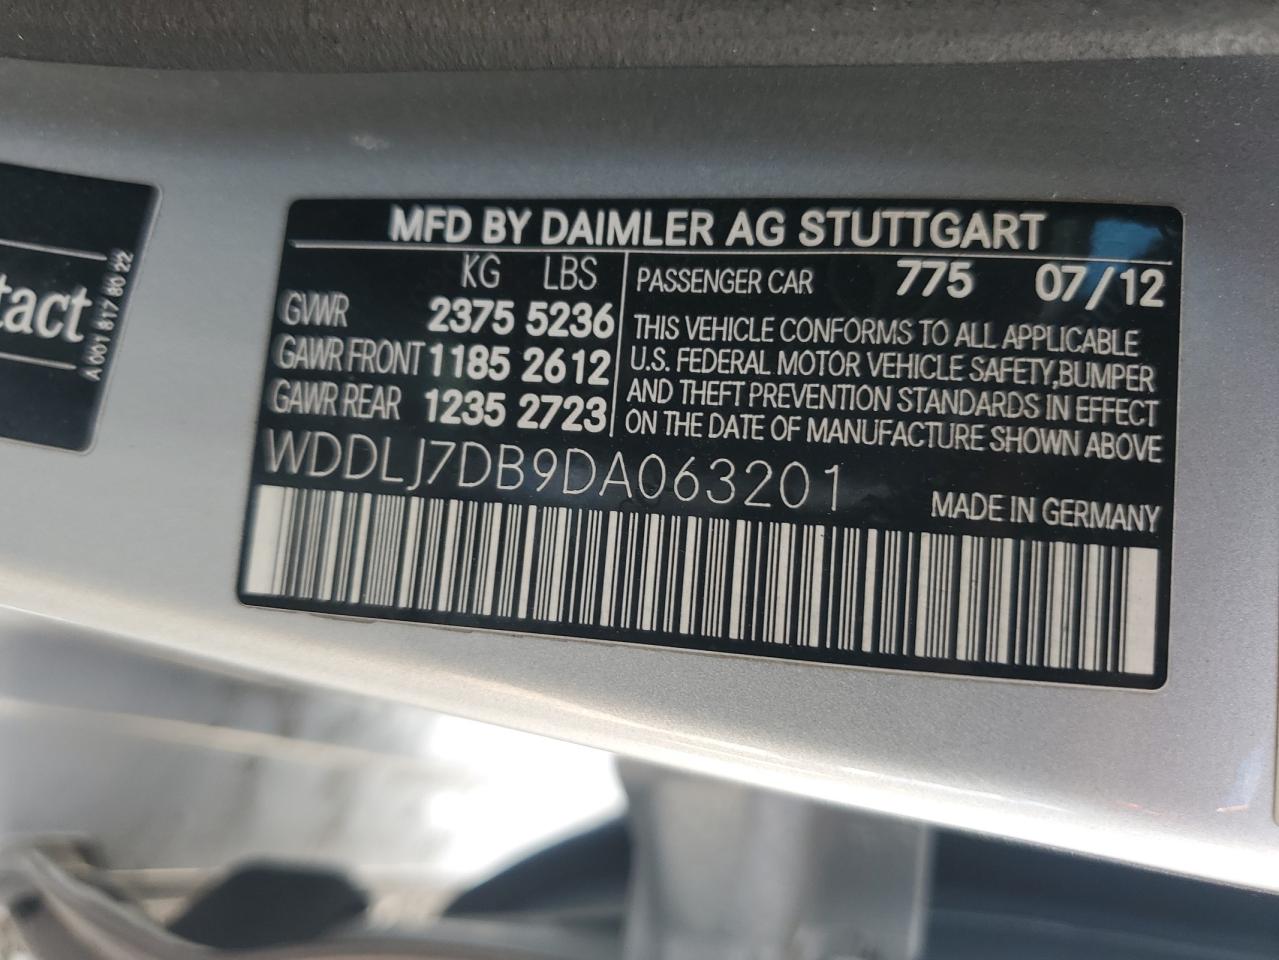 MFD BY DAIMLER AG STUTTGART
KG LBS
GVWR 2375 5236
GAWR FRONT 1185 2612
GAWR REAR 1235 2723
PASSENGER CAR 775 07/12
THIS VEHICLE CONFORMS TO ALL APPLICABLE
U.S. FEDERAL MOTOR VEHICLE SAFETY,BUMPER
AND THEFT PREVENTION STANDARDS IN EFFECT
ON THE DATE OF MANUFACTURE SHOWN ABOVE
WDDLJ7DB9DA063201
MADE IN GERMANY
tact
A 001 817 80 22